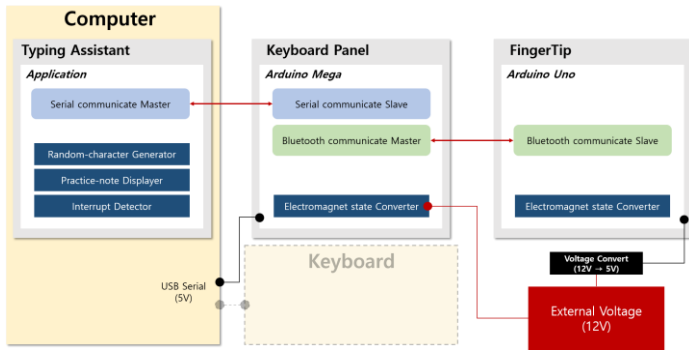 Computer
Typing Assistant
Application
Serial communicate Master
Random-character Generator
Practice-note Displayer
Interrupt Detector
Keyboard Panel
Arduino Mega
Serial communicate Slave
Bluetooth communicate Master
Electromagnet state Converter
FingerTip
Arduino Uno
Bluetooth communicate Slave
Electromagnet state Converter
USB Serial
(5V)
Keyboard
Voltage Convert
(12V → 5V)
External Voltage
(12V)